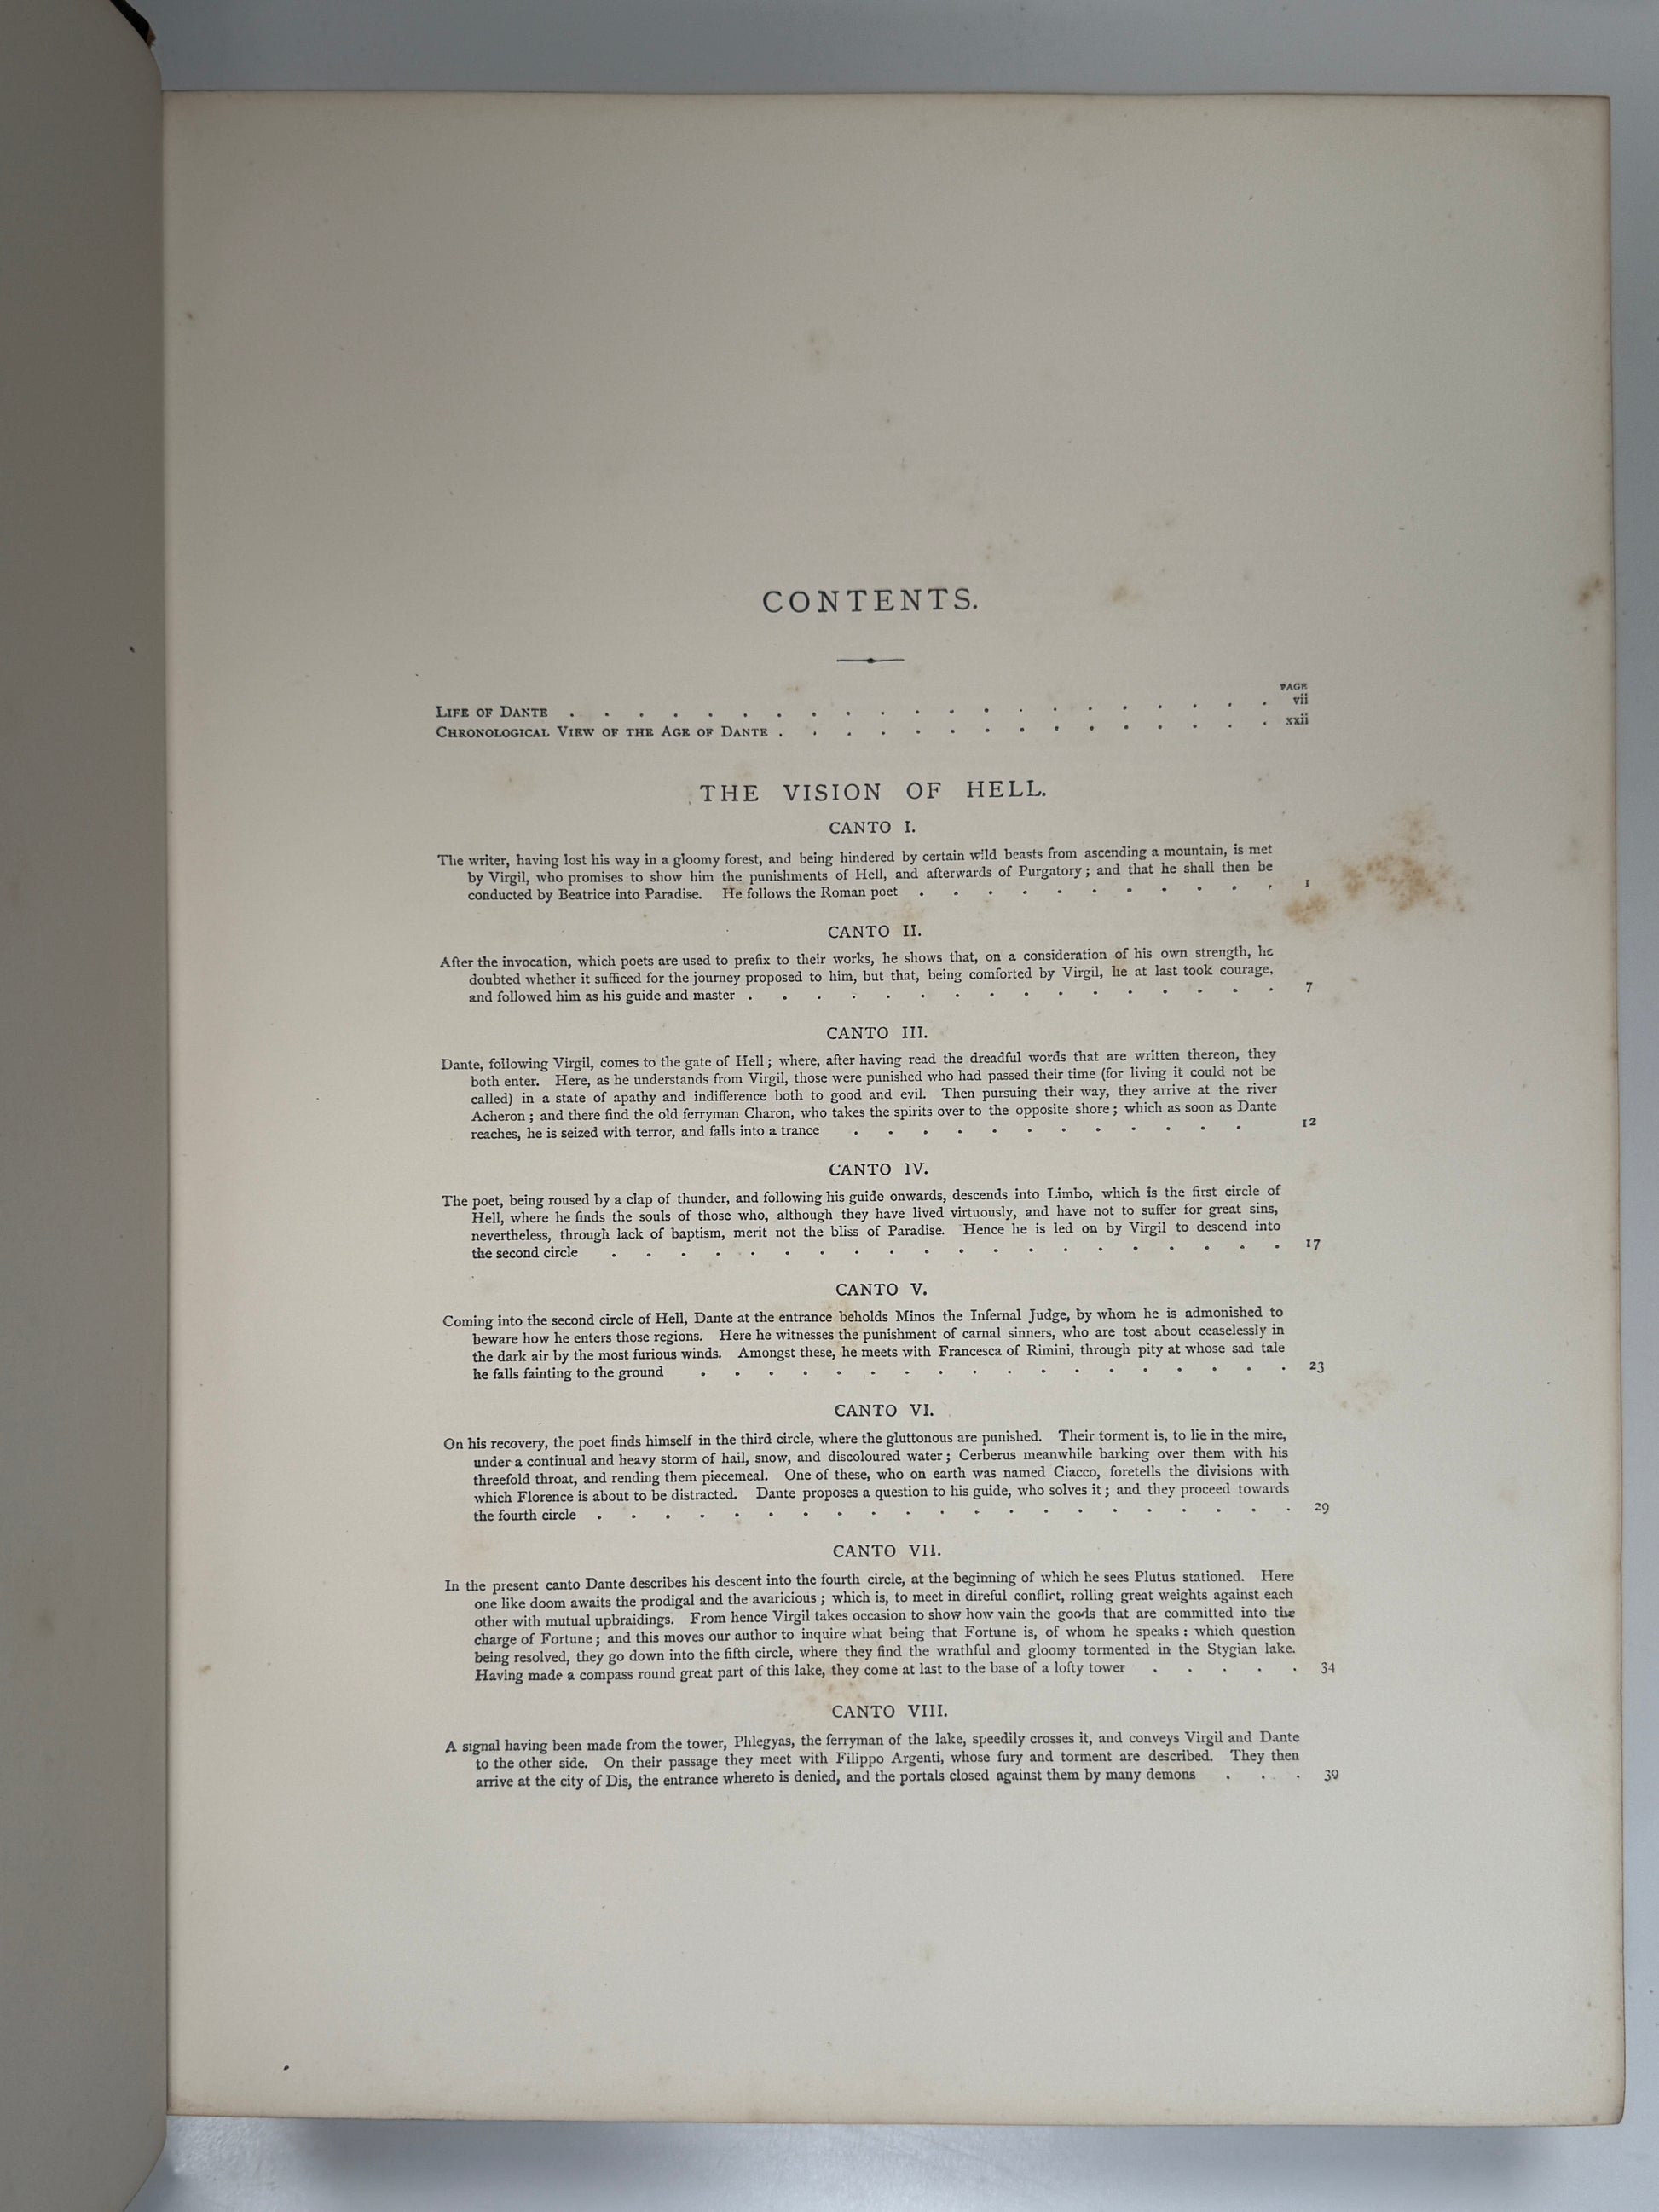 CONTENTS.
PAGE
LIFE OF DANTE . . . . . . . . . . . . . . . . . . . . . vii
CHRONOLOGICAL VIEW OF THE AGE OF DANTE . . . . . . . . . . . . . . . xxii
THE VISION OF HELL.
CANTO I.
The writer, having lost his way in a gloomy forest, and being hindered by certain wild beasts from ascending a mountain, is met
by Virgil, who promises to show him the punishments of Hell, and afterwards of Purgatory; and that he shall then be
conducted by Beatrice into Paradise. He follows the Roman poet . . . . . . . . . . . 1
CANTO II.
After the invocation, which poets are used to prefix to their works, he shows that, on a consideration of his own strength, he
doubted whether it sufficed for the journey proposed to him, but that, being comforted by Virgil, he at last took courage,
and followed him as his guide and master . . . . . . . . . . . . . . . . 7
CANTO III.
Dante, following Virgil, comes to the gate of Hell; where, after having read the dreadful words that are written thereon, they
both enter. Here, as he understands from Virgil, those were punished who had passed their time (for living it could not be
called) in a state of apathy and indifference both to good and evil. Then pursuing their way, they arrive at the river
Acheron; and there find the old ferryman Charon, who takes the spirits over to the opposite shore; which as soon as Dante
reaches, he is seized with terror, and falls into a trance . . . . . . . . . . . . 12
CANTO IV.
The poet, being roused by a clap of thunder, and following his guide onwards, descends into Limbo, which is the first circle of
Hell, where he finds the souls of those who, although they have lived virtuously, and have not to suffer for great sins,
nevertheless, through lack of baptism, merit not the bliss of Paradise. Hence he is led on by Virgil to descend into
the second circle . . . . . . . . . . . . . . . . . . . . 17
CANTO V.
Coming into the second circle of Hell, Dante at the entrance beholds Minos the Infernal Judge, by whom he is admonished to
beware how he enters those regions. Here he witnesses the punishment of carnal sinners, who are tost about ceaselessly in
the dark air by the most furious winds. Amongst these, he meets with Francesca of Rimini, through pity at whose sad tale
he falls fainting to the ground . . . . . . . . . . . . . . . . . . 23
CANTO VI.
On his recovery, the poet finds himself in the third circle, where the gluttonous are punished. Their torment is, to lie in the mire,
under a continual and heavy storm of hail, snow, and discoloured water; Cerberus meanwhile barking over them with his
threefold throat, and rending them piecemeal. One of these, who on earth was named Ciacco, foretells the divisions with
which Florence is about to be distracted. Dante proposes a question to his guide, who solves it; and they proceed towards
the fourth circle . . . . . . . . . . . . . . . . . . . . . 29
CANTO VII.
In the present canto Dante describes his descent into the fourth circle, at the beginning of which he sees Plutus stationed. Here
one like doom awaits the prodigal and the avaricious; which is, to meet in direful conflict, rolling great weights against each
other with mutual upbraidings. From hence Virgil takes occasion to show how vain the goods that are committed into the
charge of Fortune; and this moves our author to inquire what being that Fortune is, of whom he speaks: which question
being resolved, they go down into the fifth circle, where they find the wrathful and gloomy tormented in the Stygian lake.
Having made a compass round great part of this lake, they come at last to the base of a lofty tower . . . . . 34
CANTO VIII.
A signal having been made from the tower, Phlegyas, the ferryman of the lake, speedily crosses it, and conveys Virgil and Dante
to the other side. On their passage they meet with Filippo Argenti, whose fury and torment are described. They then
arrive at the city of Dis, the entrance whereto is denied, and the portals closed against them by many demons . . . 39